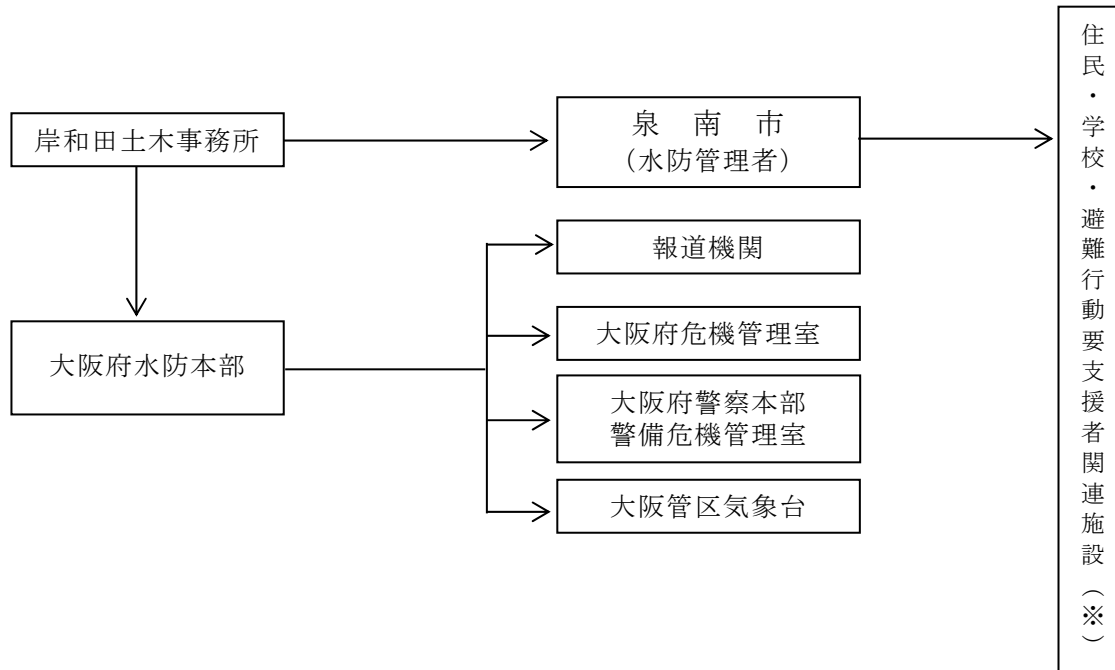 岸和田土木事務所
泉　南　市
（水防管理者）
報道機関
大阪府危機管理室
大阪府水防本部
大阪府警察本部
警備危機管理室
大阪管区気象台
住民・学校・避難行動要支援者関連施設（※）